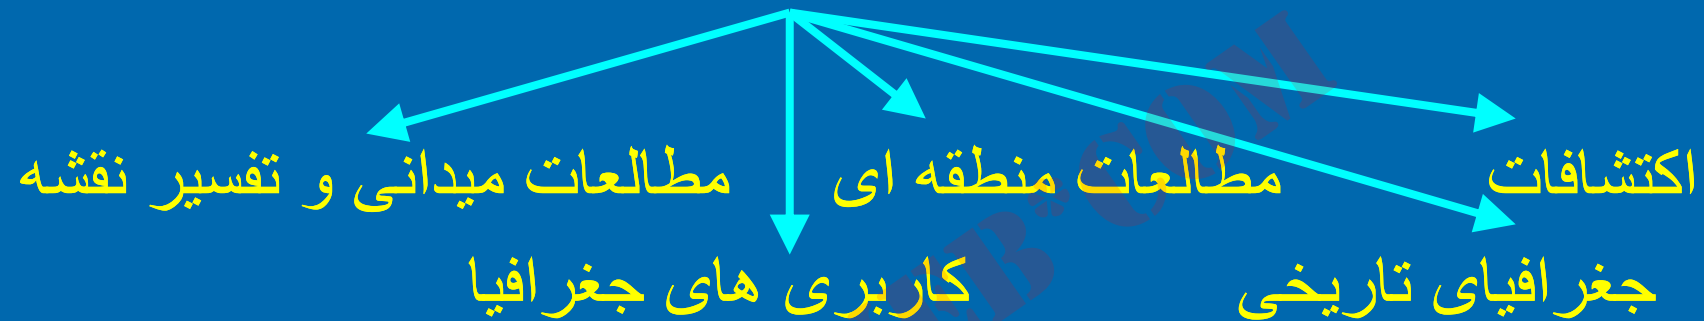 اکتشافات مطالعات منطقه ای مطالعات میدانی و تفسیر نقشه
جغرافیای تاریخی کاربری های جغرافیا